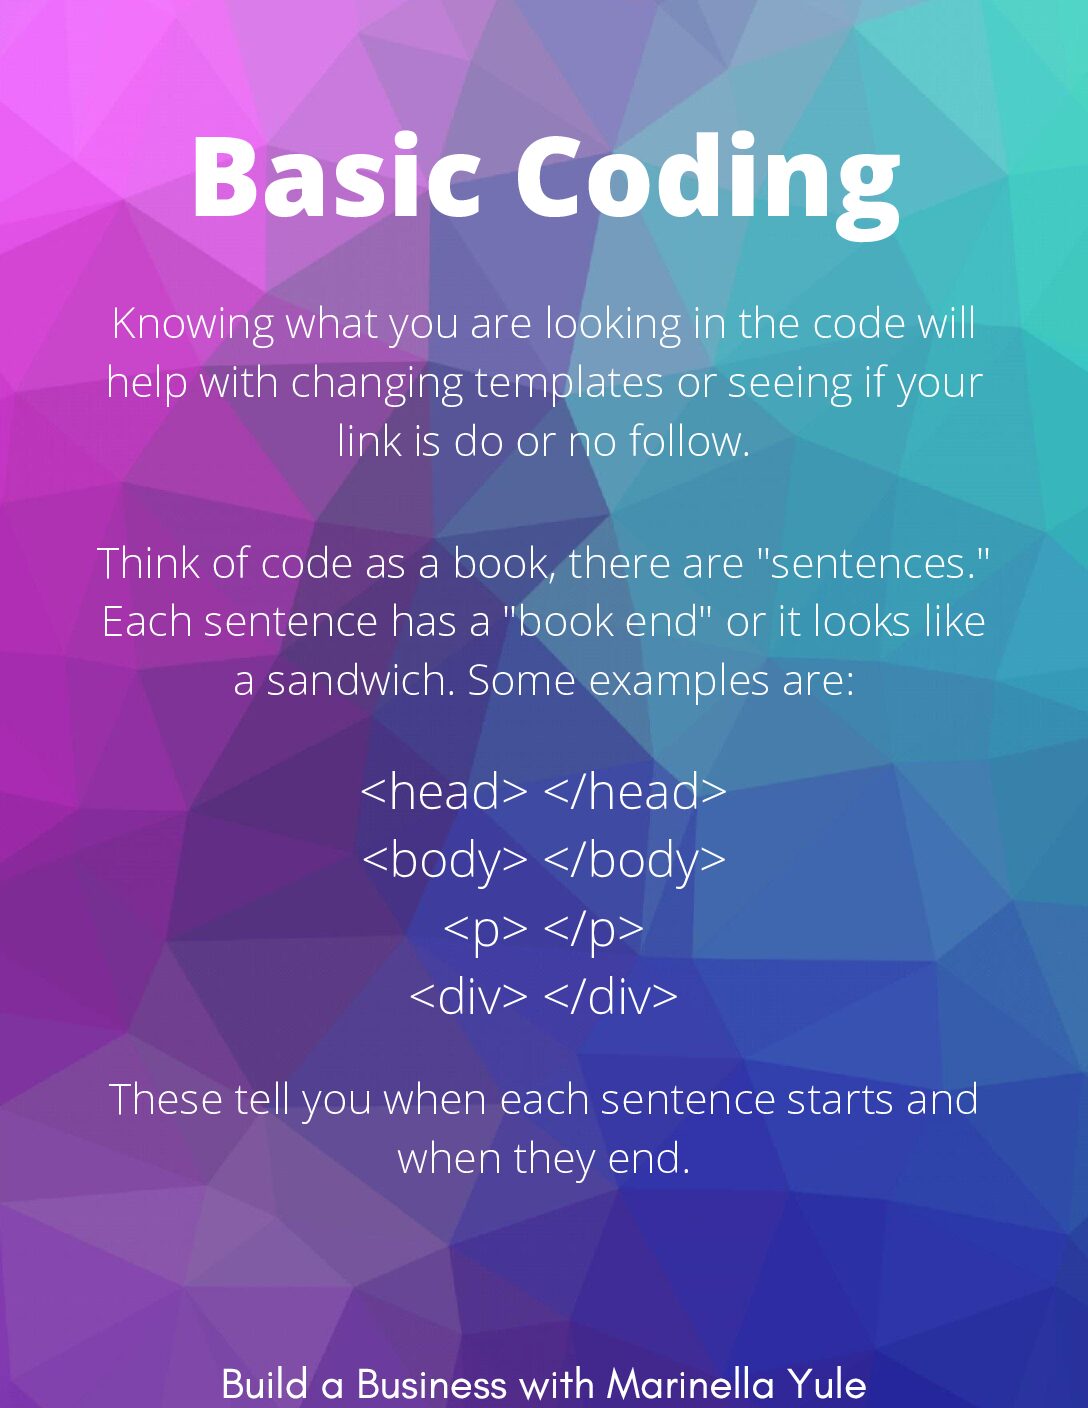 Basic Coding
Knowing what you are looking in the code will
help with changing templates or seeing if your
link is do or no follow.
Think of code as a book, there are "sentences."
Each sentence has a "book end" or it looks like
a sandwich. Some examples are:
<head> </head>
<body> </body>
<p> </p>
<div> </div>
These tell you when each sentence starts and
when they end.
Build a Business with Marinella Yule